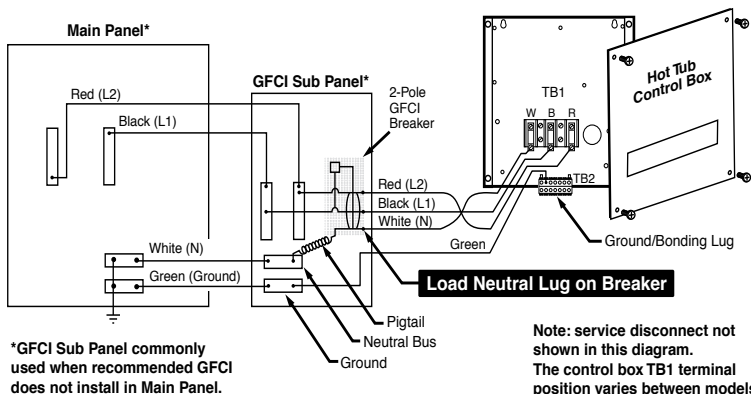 Main Panel*
GFCI Sub Panel*
2-Pole
GFCI
Breaker
Hot Tub
Control Box
TB1
W B R
TB2
Red (L2)
Black (L1)
Red (L2)
Black (L1)
White (N)
Green
Ground/Bonding Lug
White (N)
Green (Ground)
Load Neutral Lug on Breaker
Pigtail
Neutral Bus
Ground
*GFCI Sub Panel commonly
used when recommended GFCI
does not install in Main Panel.
Note: service disconnect not
shown in this diagram.
The control box TB1 terminal
position varies between models